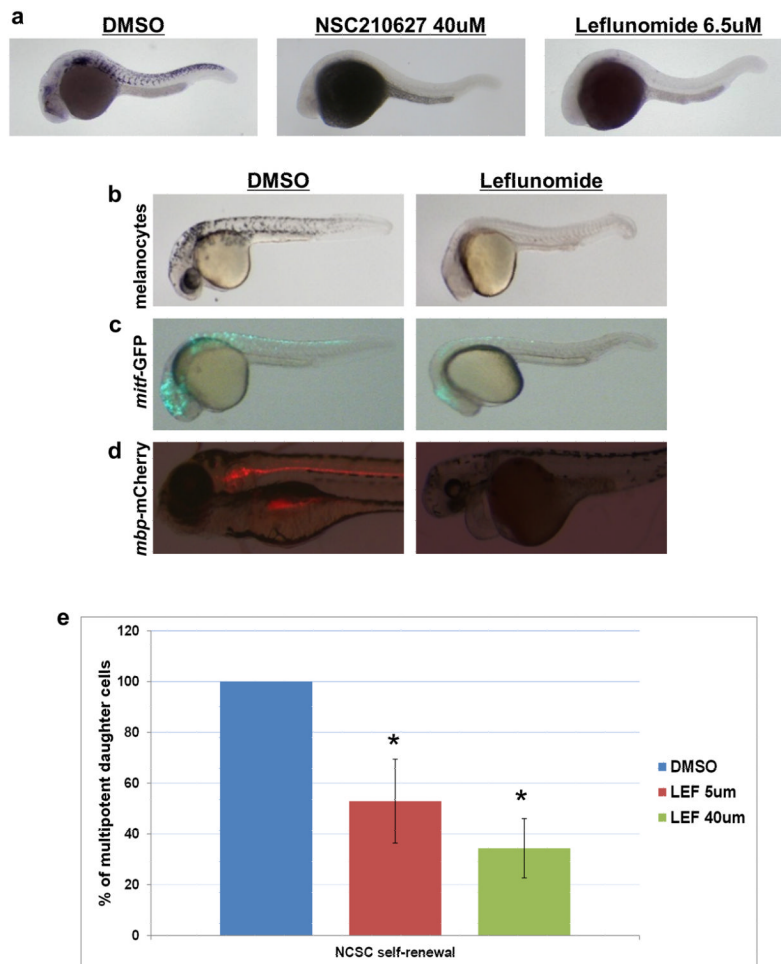 a
DMSO
NSC210627 40uM
Leflunomide 6.5uM
DMSO
Leflunomide
b
melanocytes
c
mitf-GFP
d
mbp-mCherry
e
120
100
80
60
40
20
0
% of multipotent daughter cells
NCSC self-renewal
*
*
DMSO
LEF 5um
LEF 40um